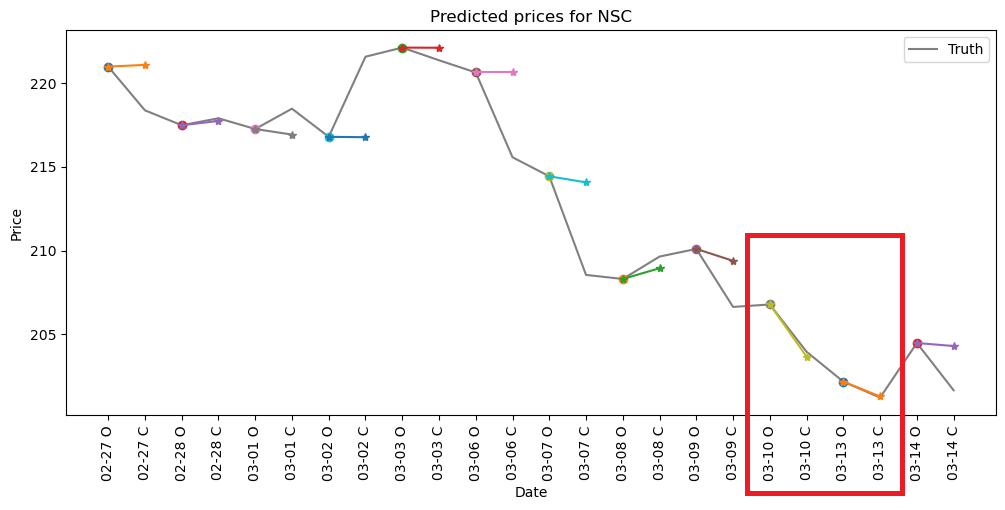 Predicted prices for NSC
Truth
Price
220
215
210
205
02-27 O
02-27 C
02-28 O
02-28 C
03-01 O
03-01 C
03-02 O
03-02 C
03-03 O
03-03 C
03-06 O
03-06 C
03-07 O
03-07 C
03-08 O
03-08 C
03-09 O
03-09 C
03-10 O
03-10 C
03-13 O
03-13 C
03-14 O
03-14 C
Date